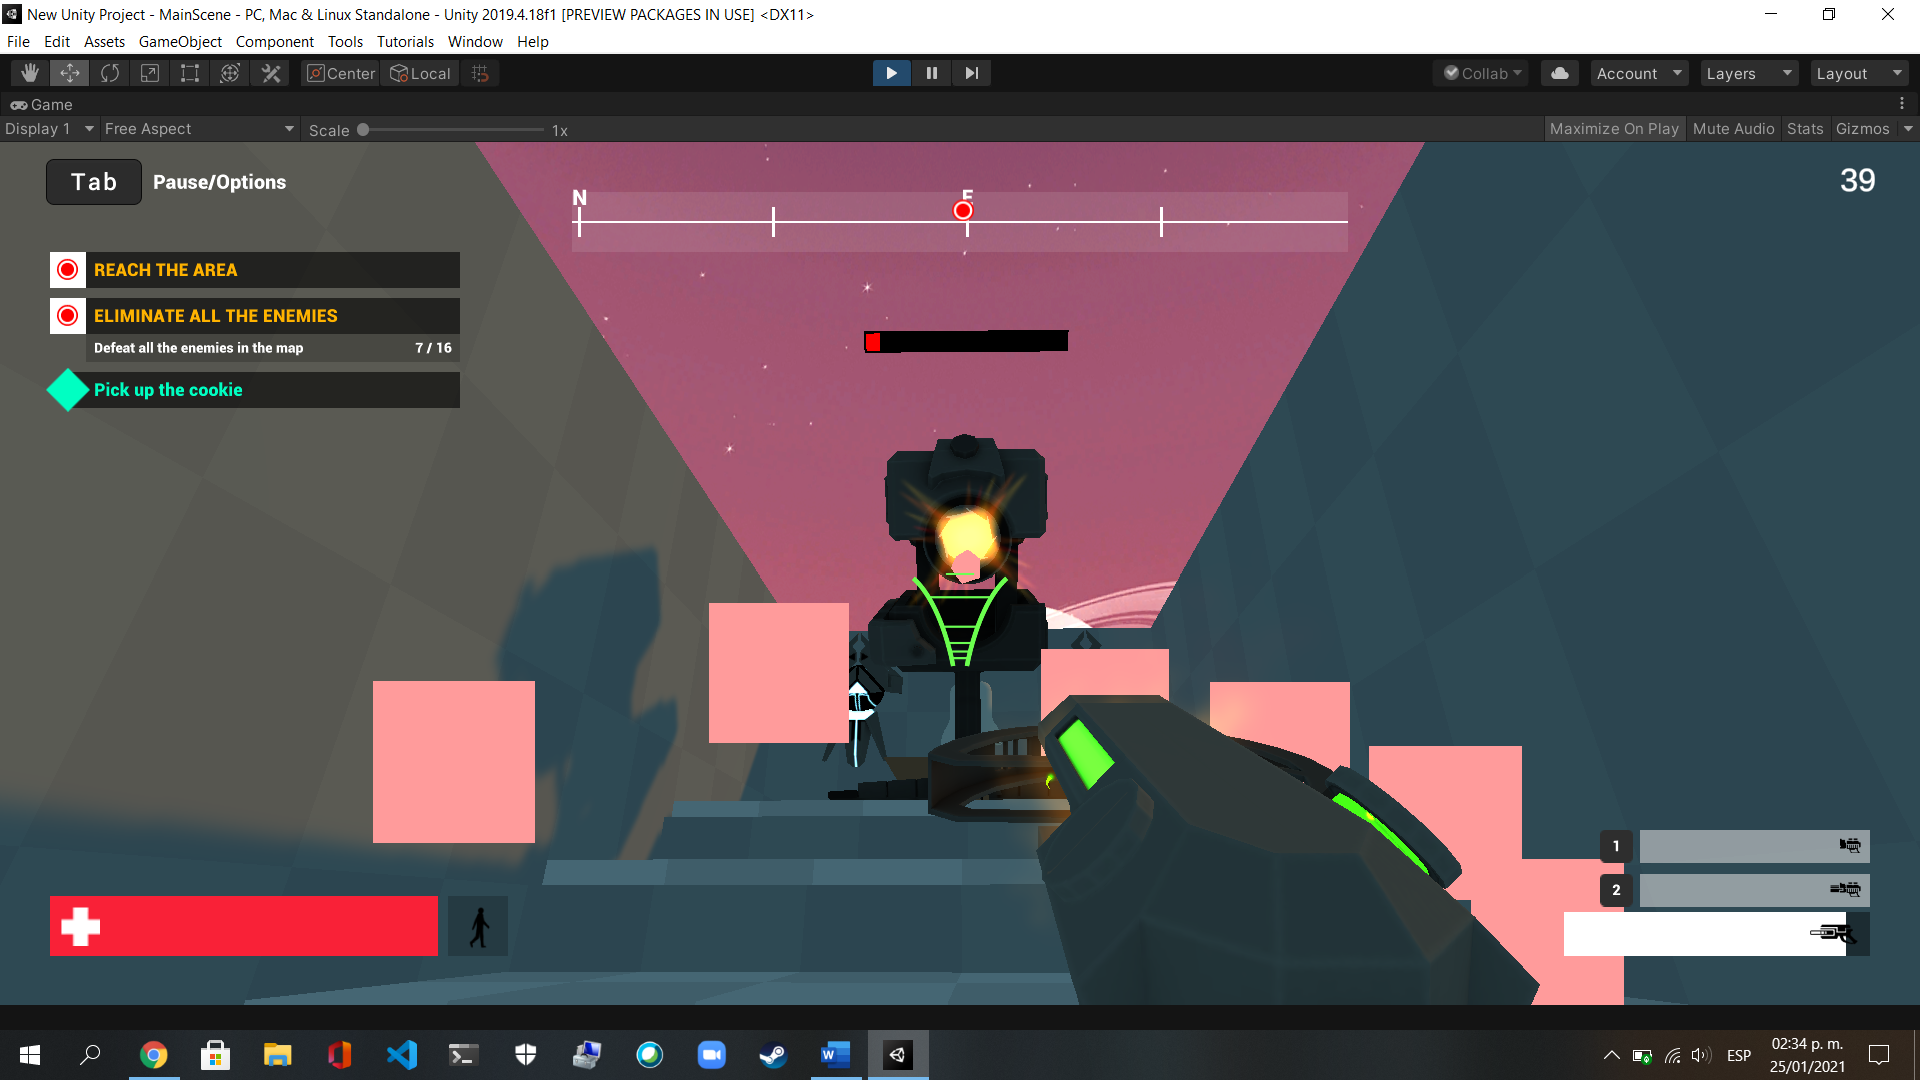 New Unity Project - MainScene - PC, Mac & Linux Standalone - Unity 2019.4.18f1 [PREVIEW PACKAGES IN USE] <DX11>
File Edit Assets GameObject Component Tools Tutorials Window Help
Center Local Collab Account Layers Layout
Game
Display 1 Free Aspect Scale 1x Maximize On Play Mute Audio Stats Gizmos
Tab Pause/Options
39
N E
REACH THE AREA
ELIMINATE ALL THE ENEMIES
Defeat all the enemies in the map 7 / 16
Pick up the cookie
1
2
ESP
02:34 p. m.
25/01/2021